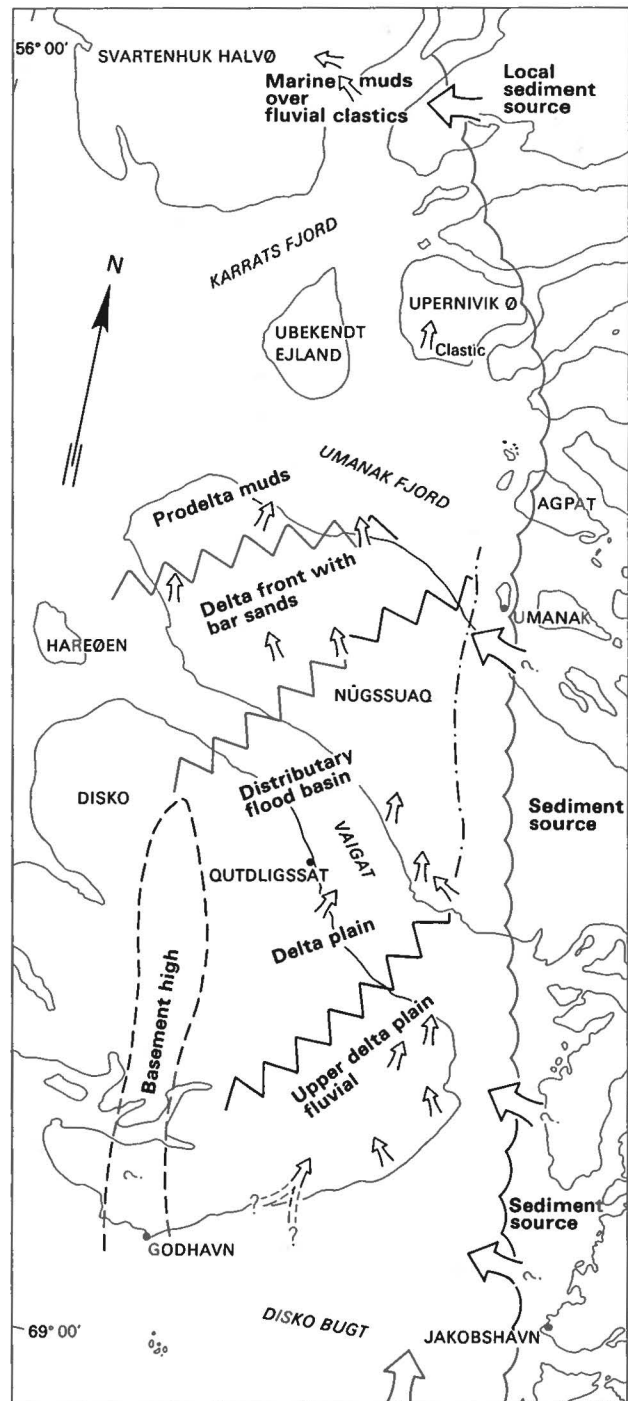 56° 00'
SVARTENHUK HALVØ
Marine muds
over
fluvial clastics
Local
sediment
source
KARRATS FJORD
N
UPERNIVIK Ø
UBEKENDT
EJLAND
Clastic
UMANAK FJORD
Prodelta muds
AGPAT
Delta front with
bar sands
UMANAK
HAREØEN
?
NÛGSSUAQ
DISKO
Distributary
flood basin
Sediment
source
VAIGAT
QUTDLIGSSAT
Delta plain
Basement high
Upper delta plain
fluvial
?
?
Sediment
source
?
?
?
GODHAVN
DISKO BUGT
JAKOBSHAVN
69° 00'